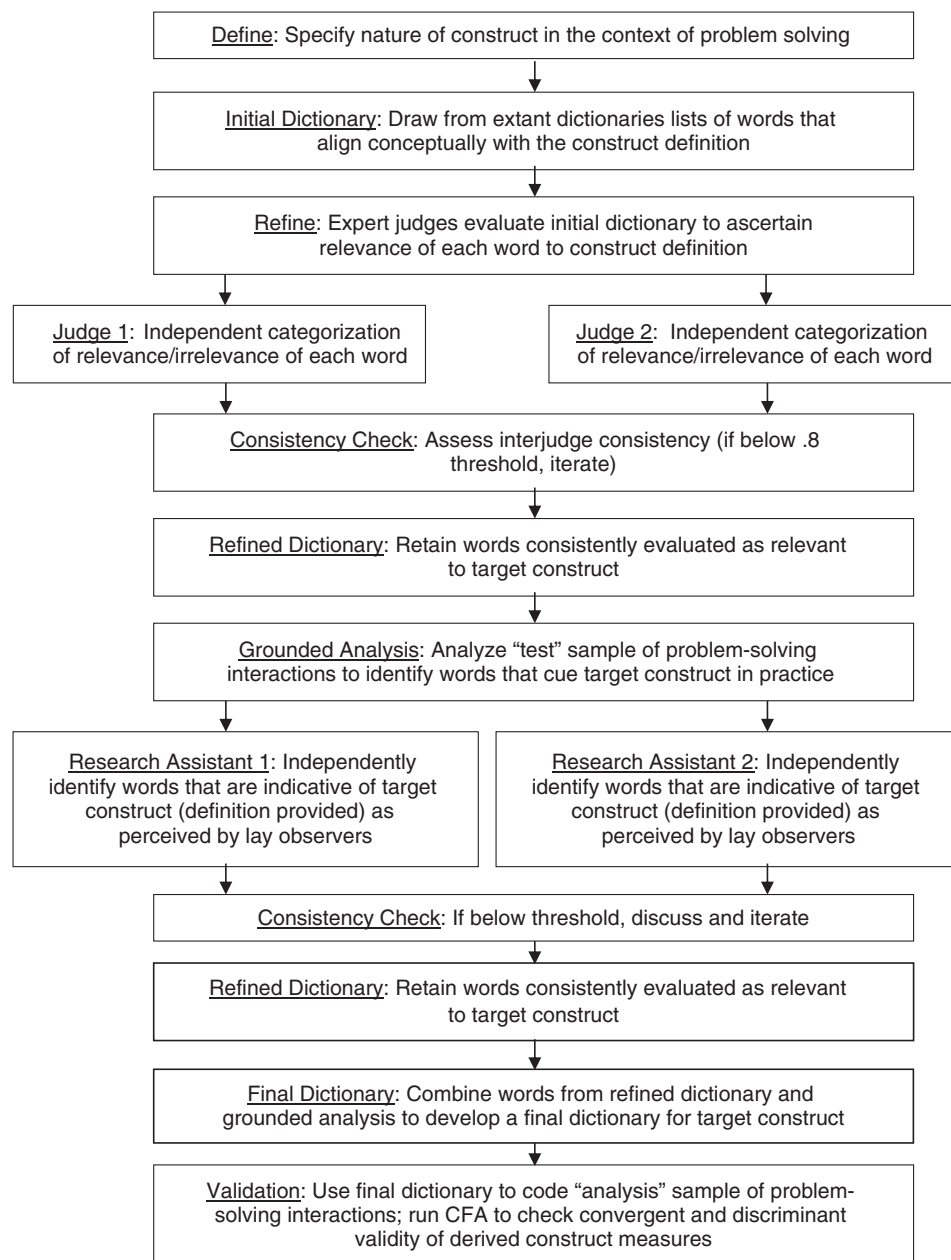 Define: Specify nature of construct in the context of problem solving
Initial Dictionary: Draw from extant dictionaries lists of words that
align conceptually with the construct definition
Refine: Expert judges evaluate initial dictionary to ascertain
relevance of each word to construct definition
Judge 1: Independent categorization
of relevance/irrelevance of each word
Judge 2: Independent categorization
of relevance/irrelevance of each word
Consistency Check: Assess interjudge consistency (if below .8
threshold, iterate)
Refined Dictionary: Retain words consistently evaluated as relevant
to target construct
Grounded Analysis: Analyze “test” sample of problem-solving
interactions to identify words that cue target construct in practice
Research Assistant 1: Independently
identify words that are indicative of target
construct (definition provided) as
perceived by lay observers
Research Assistant 2: Independently
identify words that are indicative of target
construct (definition provided) as
perceived by lay observers
Consistency Check: If below threshold, discuss and iterate
Refined Dictionary: Retain words consistently evaluated as relevant
to target construct
Final Dictionary: Combine words from refined dictionary and
grounded analysis to develop a final dictionary for target construct
Validation: Use final dictionary to code “analysis” sample of problem-
solving interactions; run CFA to check convergent and discriminant
validity of derived construct measures